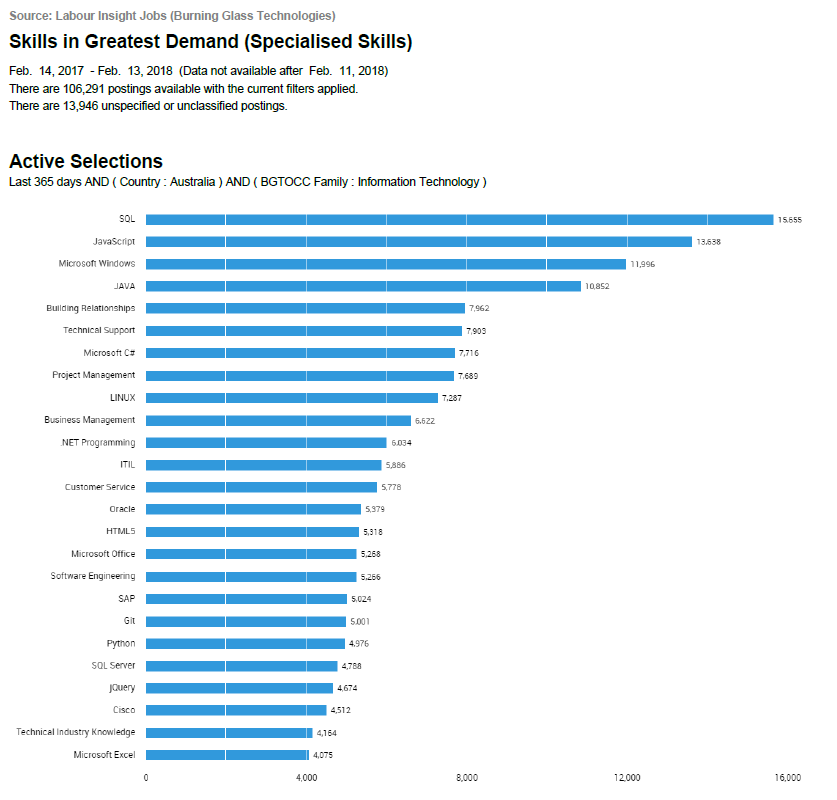 Source: Labour Insight Jobs (Burning Glass Technologies)
Skills in Greatest Demand (Specialised Skills)
Feb. 14, 2017 - Feb. 13, 2018 (Data not available after Feb. 11, 2018)
There are 106,291 postings available with the current filters applied.
There are 13,946 unspecified or unclassified postings.
Active Selections
Last 365 days AND ( Country : Australia ) AND ( BGTOCC Family : Information Technology )
SQL 15,655
JavaScript 13,638
Microsoft Windows 11,996
JAVA 10,852
Building Relationships 7,962
Technical Support 7,903
Microsoft C# 7,716
Project Management 7,689
LINUX 7,287
Business Management 6,622
.NET Programming 6,034
ITIL 5,886
Customer Service 5,778
Oracle 5,379
HTML5 5,318
Microsoft Office 5,268
Software Engineering 5,266
SAP 5,024
Git 5,001
Python 4,976
SQL Server 4,788
jQuery 4,674
Cisco 4,512
Technical Industry Knowledge 4,164
Microsoft Excel 4,075
0 4,000 8,000 12,000 16,000